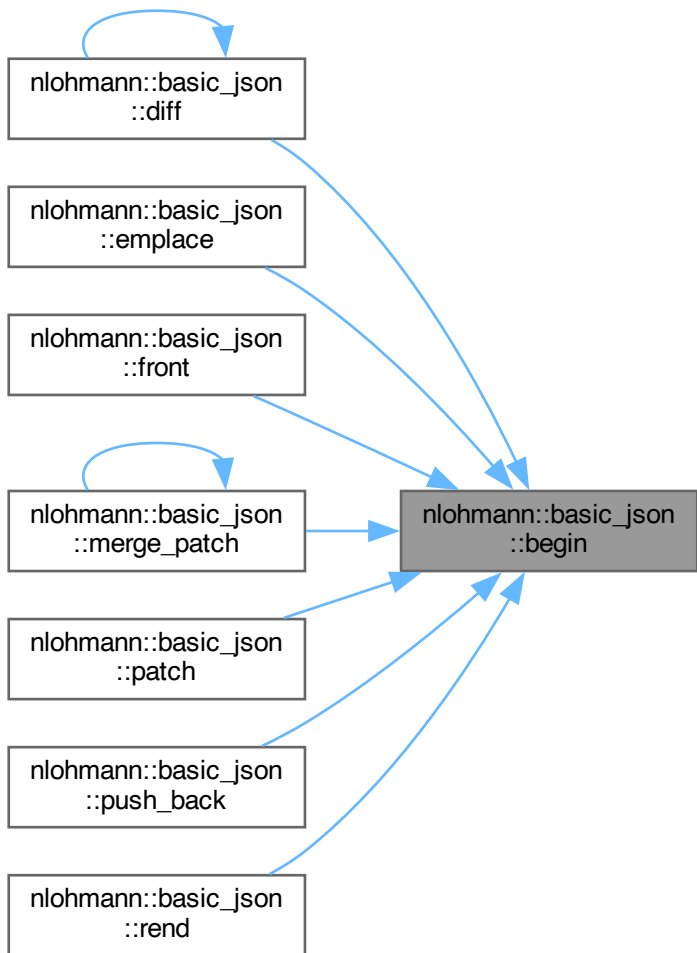 nlohmann::basic_json
::diff
nlohmann::basic_json
::emplace
nlohmann::basic_json
::front
nlohmann::basic_json
::merge_patch
nlohmann::basic_json
::begin
nlohmann::basic_json
::patch
nlohmann::basic_json
::push_back
nlohmann::basic_json
::rend